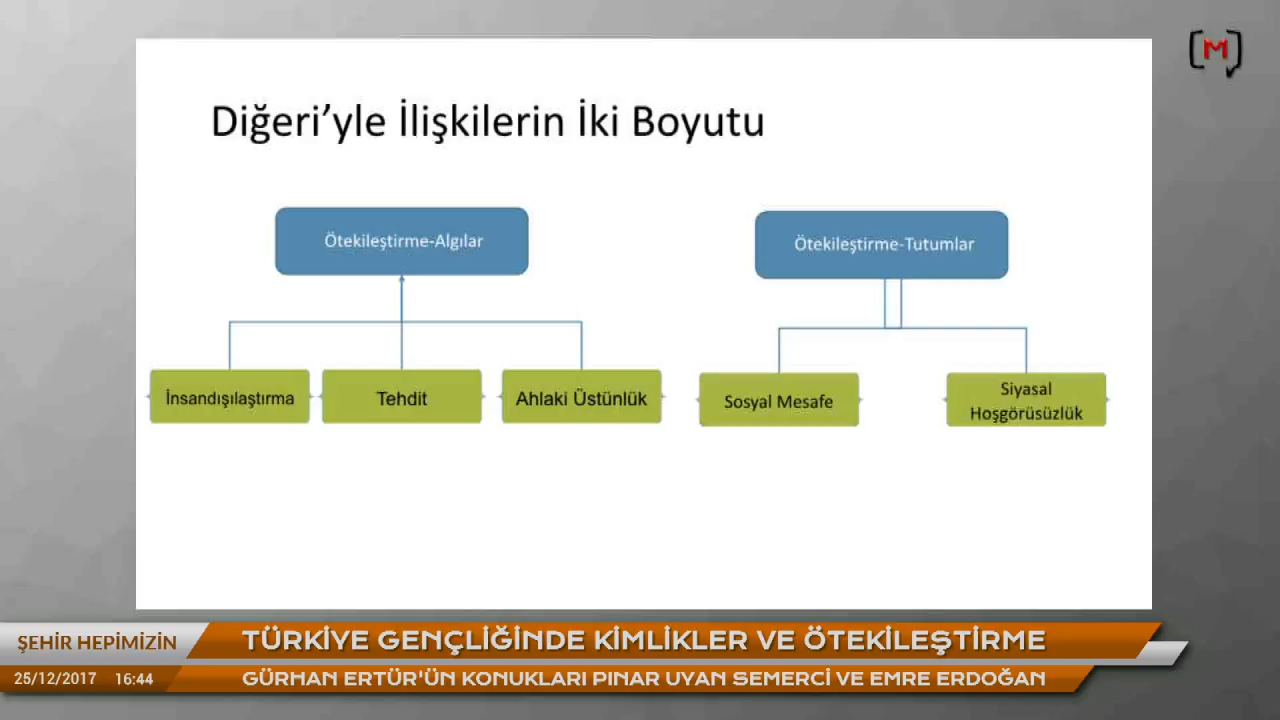 [M]
Diğeri’yle İlişkilerin İki Boyutu
Ötekileştirme-Algılar
Ötekileştirme-Tutumlar
İnsandışılaştırma
Tehdit
Ahlaki Üstünlük
Sosyal Mesafe
Siyasal
Hoşgörüsüzlük
ŞEHİR HEPİMİZİN
TÜRKİYE GENÇLİĞİNDE KİMLİKLER VE ÖTEKİLEŞTİRME
25/12/2017 16:44
GÜRHAN ERTÜR'ÜN KONUKLARI PINAR UYAN SEMERCİ VE EMRE ERDOĞAN